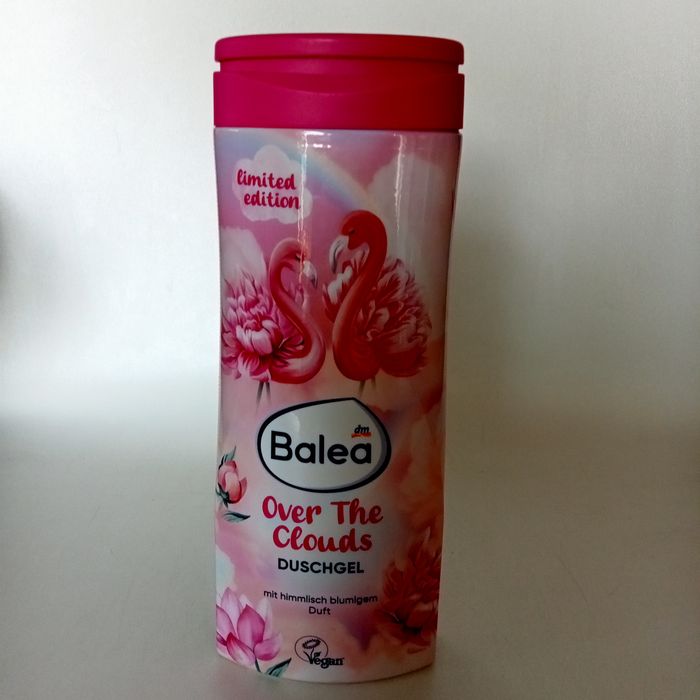 limited
edition
dm
Balea
Over The
Clouds
DUSCHGEL
mit himmlisch blumigem
Duft
Vegan